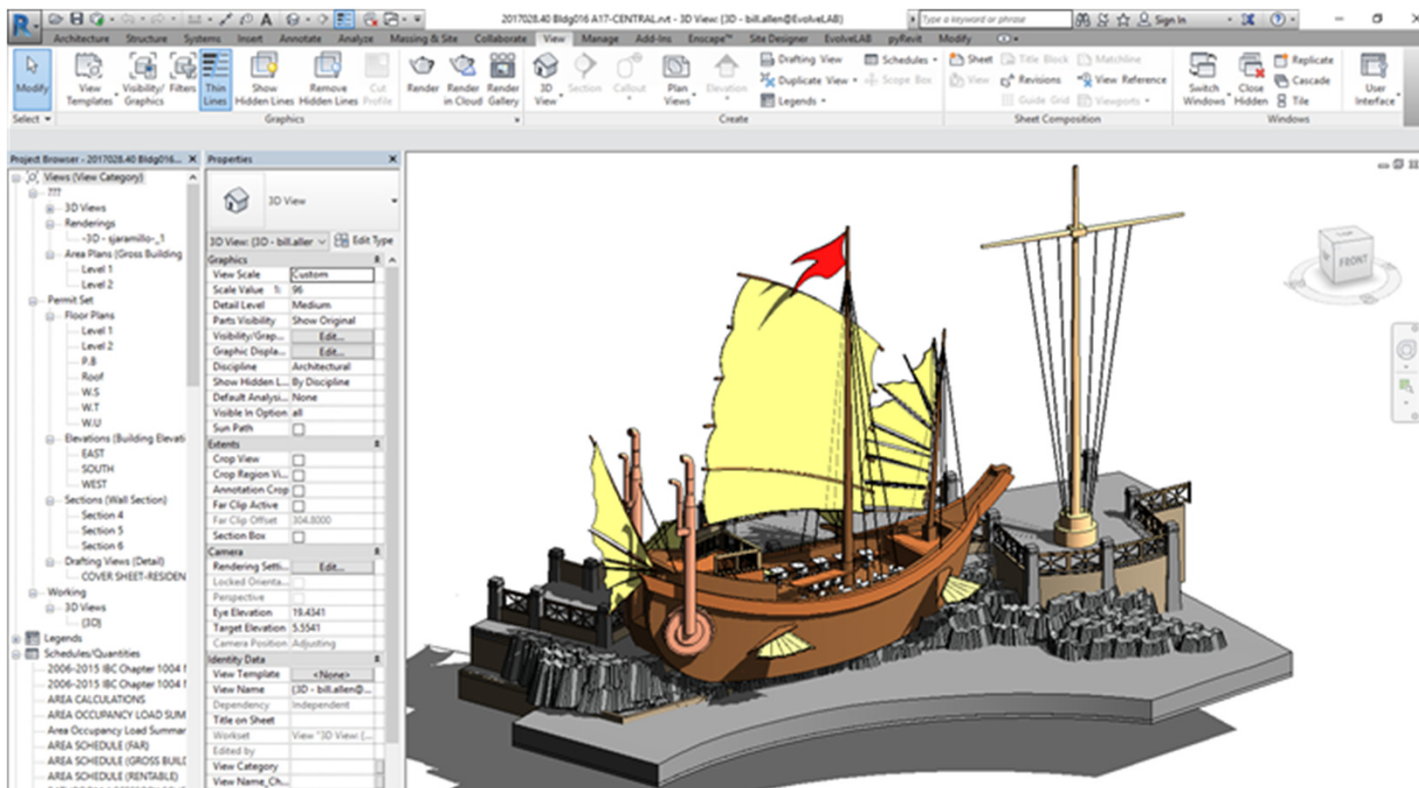 2017028.40 Bldg016 A17-CENTRAL.rvt - 3D View: {3D - bill.allen@EvolveLAB}
Type a keyword or phrase
Sign In
Architecture Structure Systems Insert Annotate Analyze Massing & Site Collaborate View Manage Add-Ins Enscape™ Site Designer EvolveLAB pyRevit Modify
Modify
View Templates
Visibility/ Graphics
Filters
Thin Lines
Show Hidden Lines
Remove Hidden Lines
Cut Profile
Render
Render in Cloud
Render Gallery
3D View
Section
Callout
Plan Views
Elevation
Drafting View
Duplicate View
Legends
Schedules
Scope Box
Sheet
View
Title Block
Revisions
Guide Grid
Matchline
View Reference
Viewports
Switch Windows
Close Hidden
Replicate
Cascade
Tile
User Interface
Select
Graphics
Create
Sheet Composition
Windows
Project Browser - 2017028.40 Bldg016...
Views (View Category)
???
3D Views
Renderings
-3D - sjaramillo-_1
Area Plans (Gross Building
Level 1
Level 2
Permit Set
Floor Plans
Level 1
Level 2
P.B
Roof
W.S
W.T
W.U
Elevations (Building Elevati
EAST
SOUTH
WEST
Sections (Wall Section)
Section 4
Section 5
Section 6
Drafting Views (Detail)
COVER SHEET-RESIDEN
Working
3D Views
{3D}
Legends
Schedules/Quantities
2006-2015 IBC Chapter 1004
2006-2015 IBC Chapter 1004
AREA CALCULATIONS
AREA OCCUPANCY LOAD SUM
Area Occupancy Load Summar
AREA SCHEDULE (FAR)
AREA SCHEDULE (GROSS BUILD
AREA SCHEDULE (RENTABLE)
Properties
3D View
3D View: {3D - bill.aller
Edit Type
Graphics
View Scale Custom
Scale Value 1: 96
Detail Level Medium
Parts Visibility Show Original
Visibility/Grap... Edit...
Graphic Displa... Edit...
Discipline Architectural
Show Hidden L... By Discipline
Default Analysi... None
Visible In Option all
Sun Path
Extents
Crop View
Crop Region Vi...
Annotation Crop
Far Clip Active
Far Clip Offset 304.8000
Section Box
Camera
Rendering Setti... Edit...
Locked Orienta...
Perspective
Eye Elevation 19.4341
Target Elevation 5.5541
Camera Position Adjusting
Identity Data
View Template <None>
View Name {3D - bill.allen@...
Dependency Independent
Title on Sheet
Workset View "3D View: {...
Edited by
View Category
View Name_Ch...
FRONT